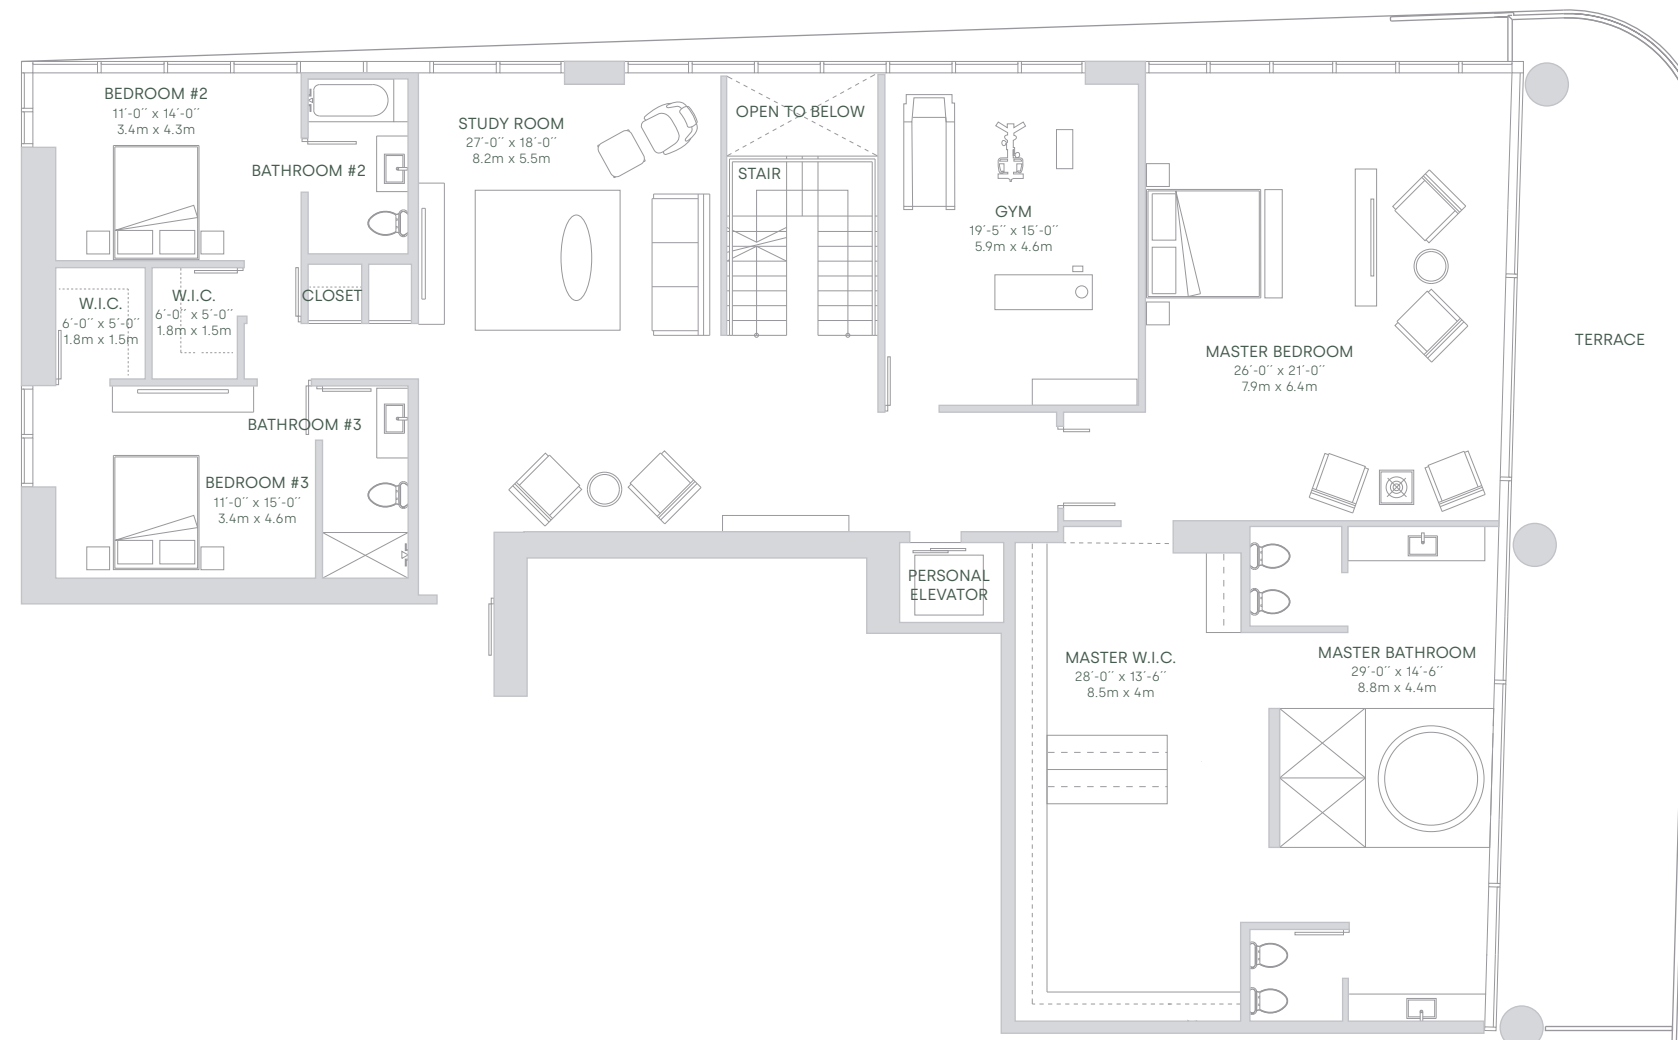 BEDROOM #2
11´-0´´ x 14´-0´´
3.4m x 4.3m
BATHROOM #2
STUDY ROOM
27´-0´´ x 18´-0´´
8.2m x 5.5m
OPEN TO BELOW
STAIR
GYM
19´-5´´ x 15´-0´´
5.9m x 4.6m
W.I.C.
6´-0´´ x 5´-0´´
1.8m x 1.5m
W.I.C.
6´-0´´ x 5´-0´´
1.8m x 1.5m
CLOSET
MASTER BEDROOM
26´-0´´ x 21´-0´´
7.9m x 6.4m
TERRACE
BATHROOM #3
BEDROOM #3
11´-0´´ x 15´-0´´
3.4m x 4.6m
PERSONAL
ELEVATOR
MASTER W.I.C.
28´-0´´ x 13´-6´´
8.5m x 4m
MASTER BATHROOM
29´-0´´ x 14´-6´´
8.8m x 4.4m